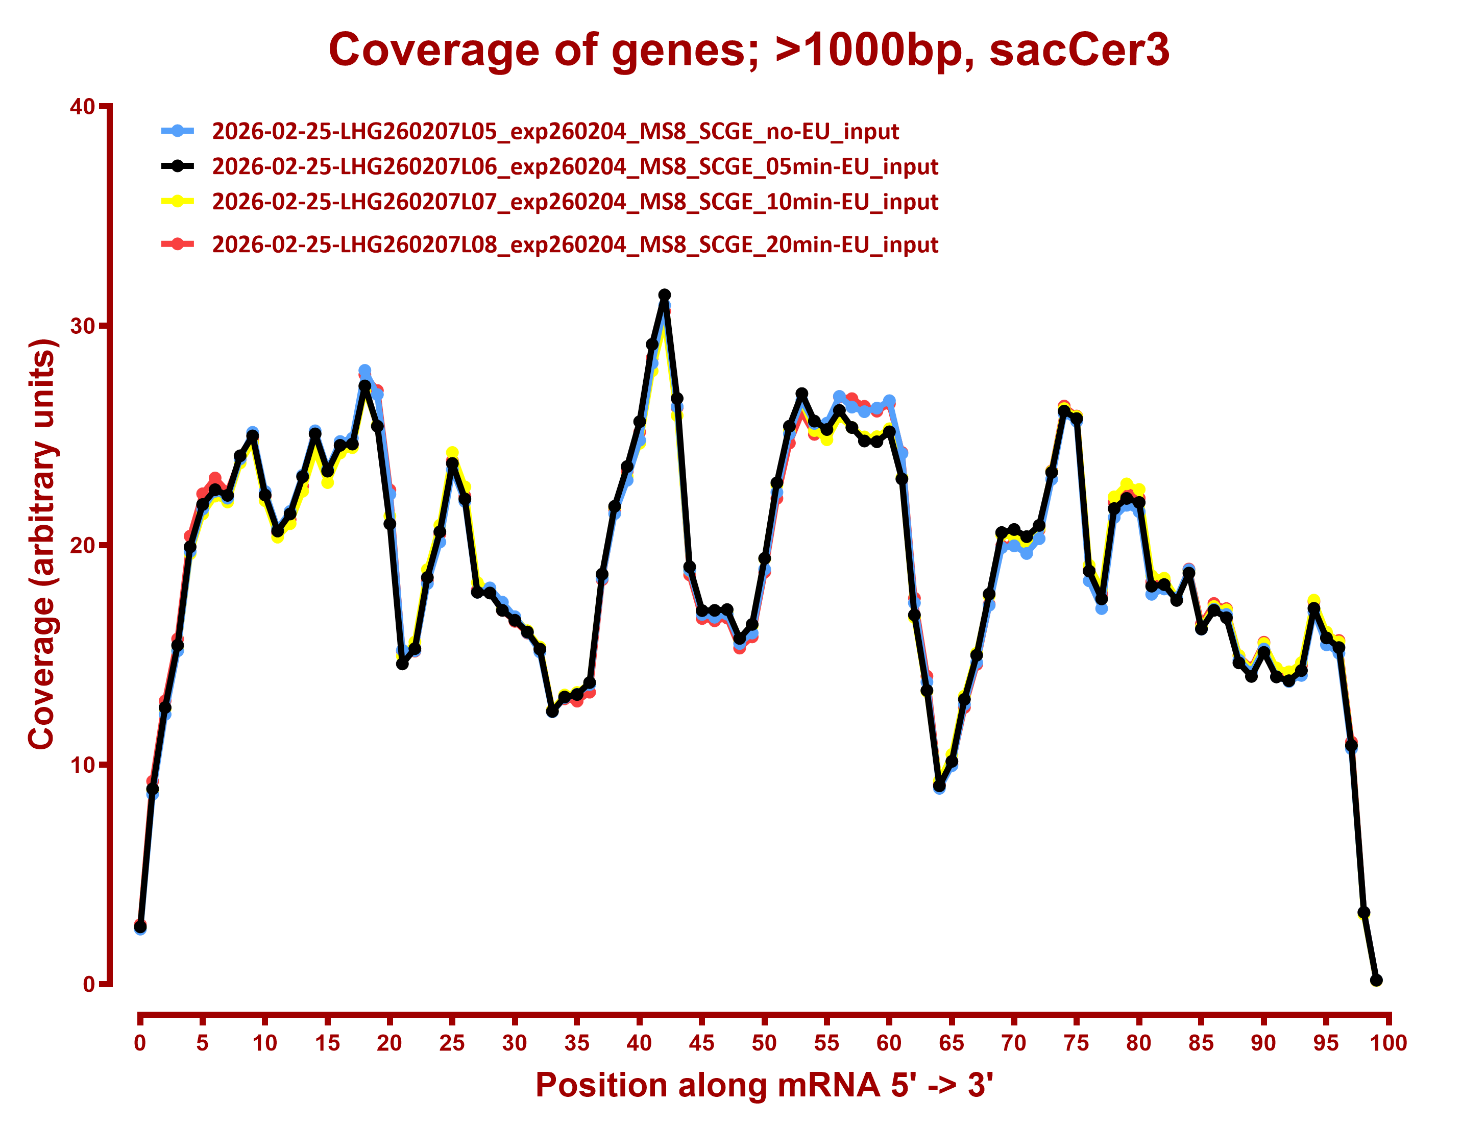 Coverage of genes; >1000bp, sacCer3
40
30
20
10
0
Coverage (arbitrary units)
2026-02-25-LHG260207L05_exp260204_MS8_SCGE_no-EU_input
2026-02-25-LHG260207L06_exp260204_MS8_SCGE_05min-EU_input
2026-02-25-LHG260207L07_exp260204_MS8_SCGE_10min-EU_input
2026-02-25-LHG260207L08_exp260204_MS8_SCGE_20min-EU_input
0 5 10 15 20 25 30 35 40 45 50 55 60 65 70 75 80 85 90 95 100
Position along mRNA 5' -> 3'